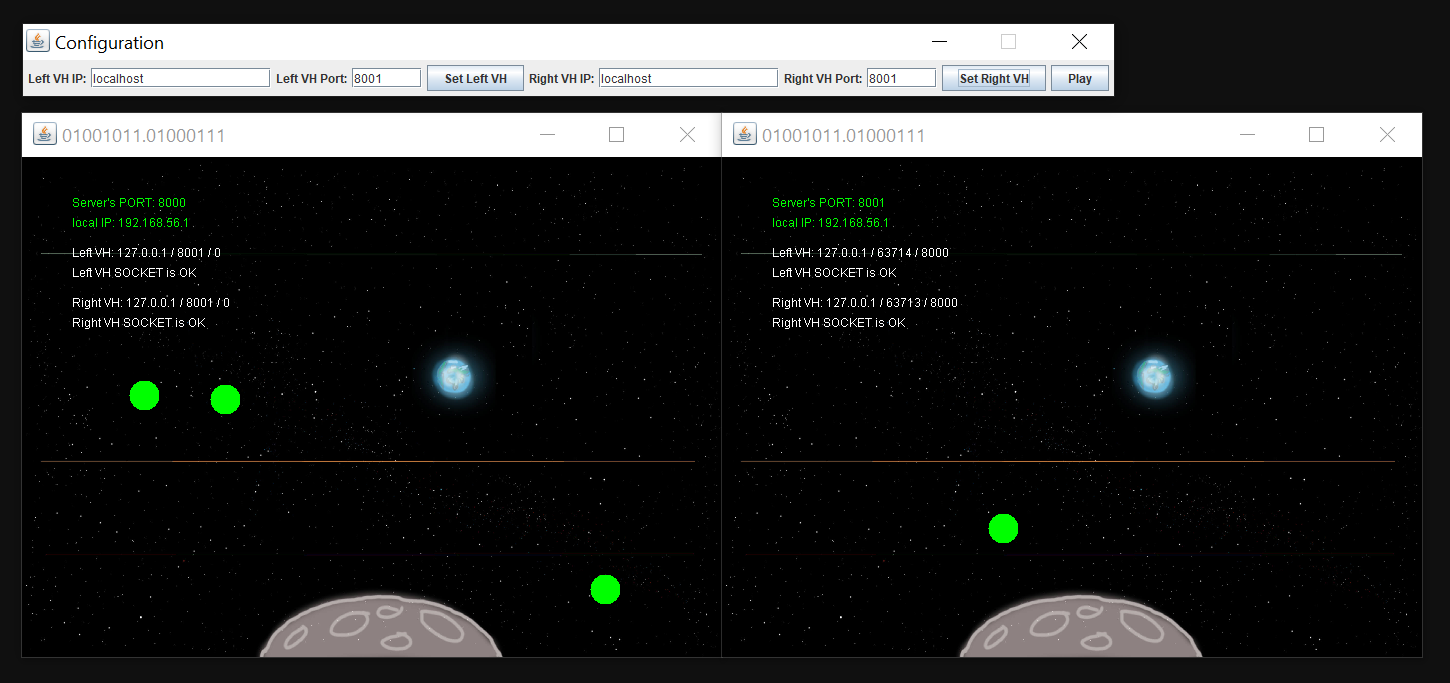 Configuration
Left VH IP: localhost Left VH Port: 8001 Set Left VH Right VH IP: localhost Right VH Port: 8001 Set Right VH Play
01001011.01000111
Server's PORT: 8000
local IP: 192.168.56.1
Left VH: 127.0.0.1 / 8001 / 0
Left VH SOCKET is OK
Right VH: 127.0.0.1 / 8001 / 0
Right VH SOCKET is OK
01001011.01000111
Server's PORT: 8001
local IP: 192.168.56.1
Left VH: 127.0.0.1 / 63714 / 8000
Left VH SOCKET is OK
Right VH: 127.0.0.1 / 63713 / 8000
Right VH SOCKET is OK